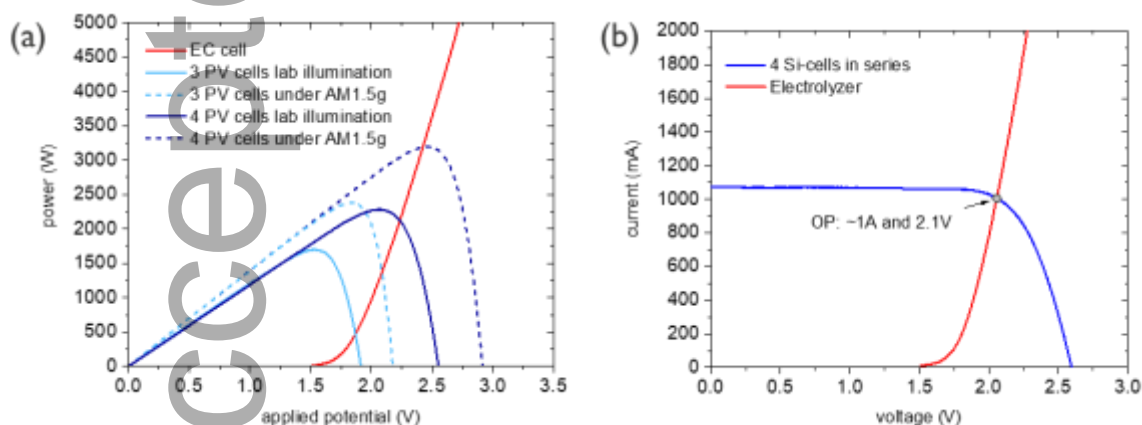 (a)
5000
4500
4000
3500
3000
2500
2000
1500
1000
500
0
power (W)
EC cell
3 PV cells lab illumination
3 PV cells under AM1.5g
4 PV cells lab illumination
4 PV cells under AM1.5g
0.0 0.5 1.0 1.5 2.0 2.5 3.0 3.5
applied potential (V)
ccepte
(b)
2000
1800
1600
1400
1200
1000
800
600
400
200
0
current (mA)
4 Si-cells in series
Electrolyzer
OP: ~1A and 2.1V
0.0 0.5 1.0 1.5 2.0 2.5 3.0
voltage (V)